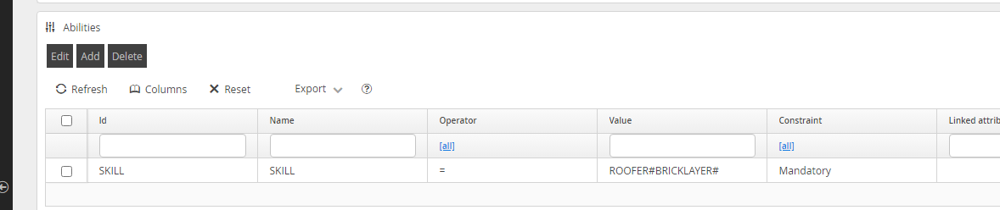 Abilities
Edit Add Delete
Refresh Columns Reset Export ?
Id Name Operator Value Constraint Linked attrib
[all] [all]
SKILL SKILL = ROOFER#BRICKLAYER# Mandatory